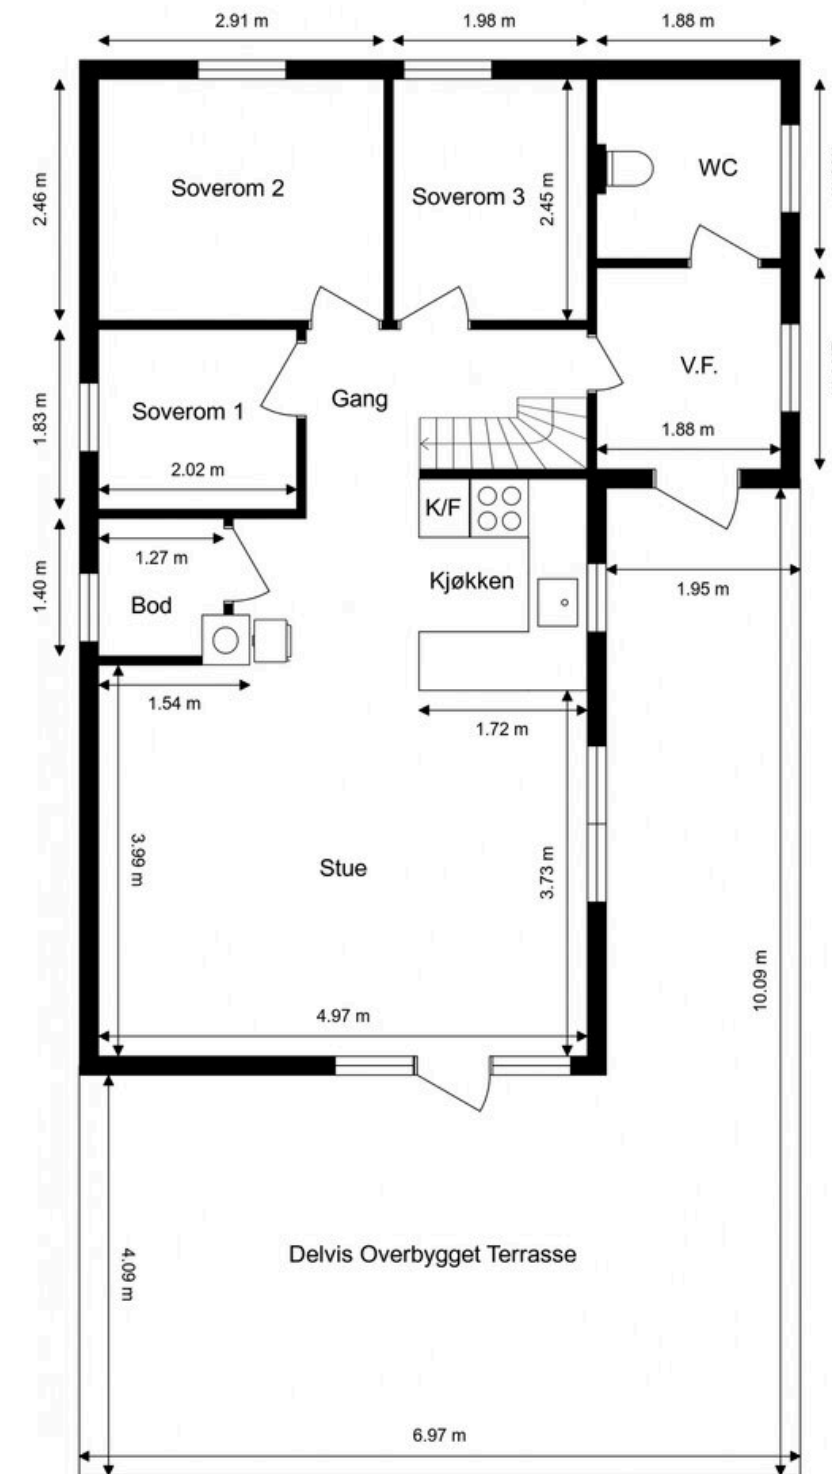 2.91 m
1.98 m
1.88 m
2.46 m
Soverom 2
Soverom 3
2.45 m
WC
1.83 m
Soverom 1
2.02 m
Gang
V.F.
1.88 m
1.40 m
1.27 m
Bod
K/F
Kjøkken
1.95 m
1.54 m
1.72 m
3.99 m
Stue
3.73 m
4.97 m
10.09 m
4.09 m
Delvis Overbygget Terrasse
6.97 m